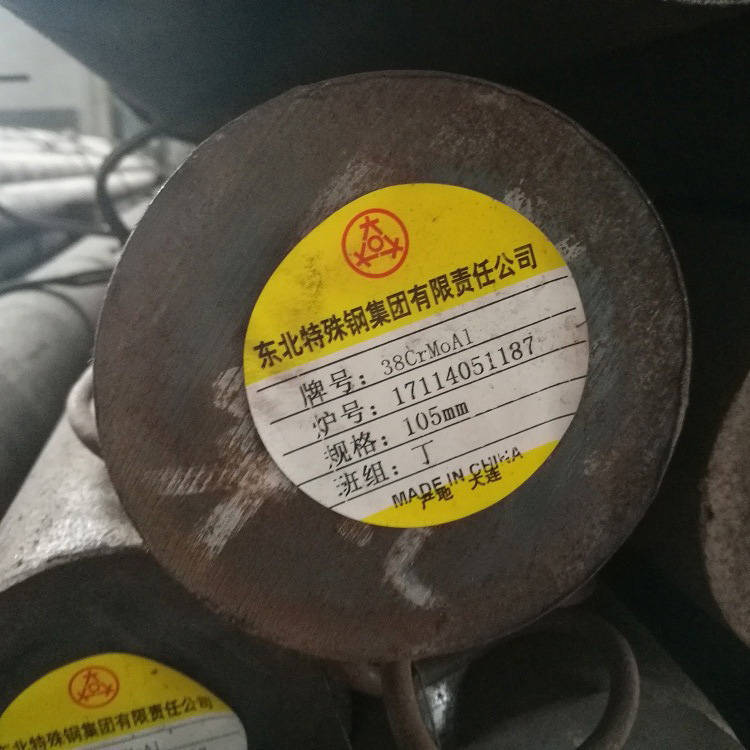 东北特殊钢集团有限责任公司
牌号：38CrMoAl
炉号：17114051187
规格：105mm
班组：丁
MADE IN CHINA
产地 大连
东北特殊钢集团有限责任公司